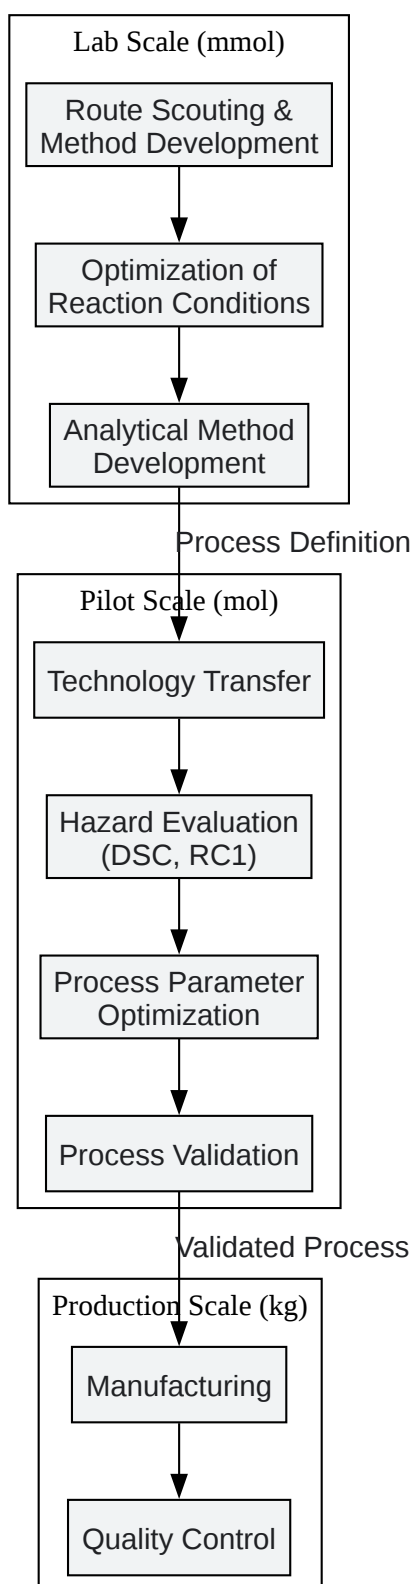 Lab Scale (mmol)
Route Scouting &
Method Development
Optimization of
Reaction Conditions
Analytical Method
Development
Process Definition
Pilot Scale (mol)
Technology Transfer
Hazard Evaluation
(DSC, RC1)
Process Parameter
Optimization
Process Validation
Validated Process
Production Scale (kg)
Manufacturing
Quality Control